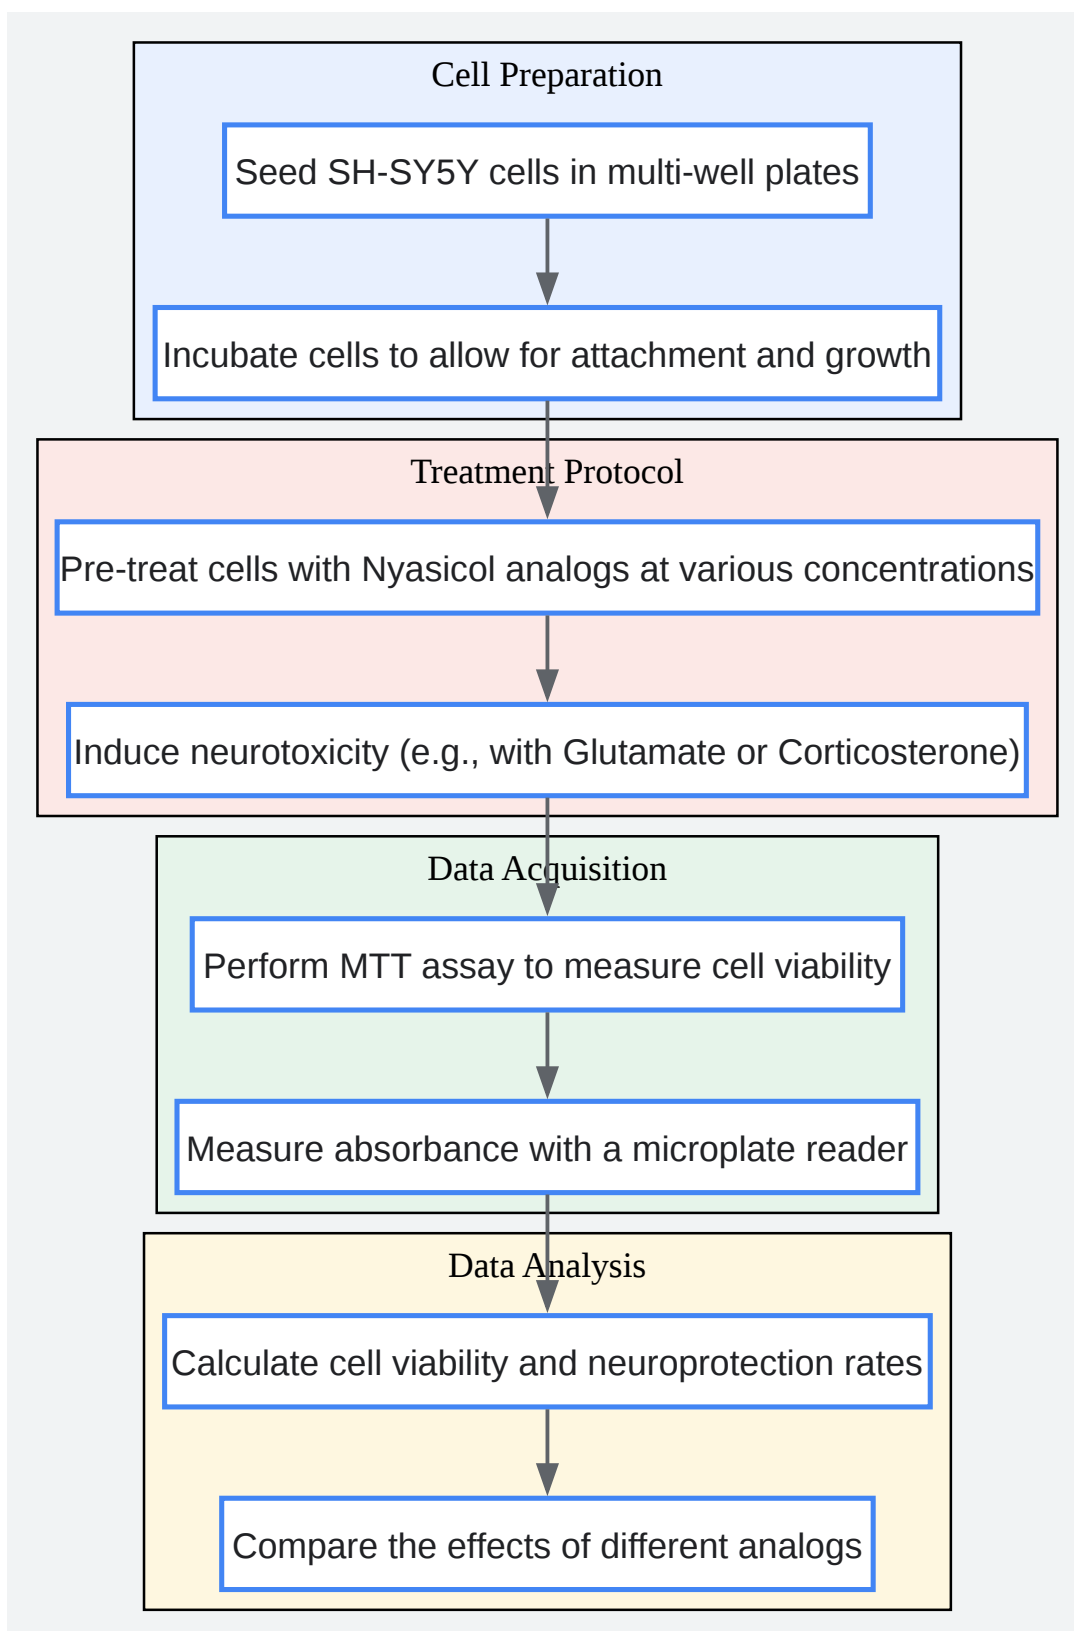 Cell Preparation
Seed SH-SY5Y cells in multi-well plates
Incubate cells to allow for attachment and growth
Treatment Protocol
Pre-treat cells with Nyasicol analogs at various concentrations
Induce neurotoxicity (e.g., with Glutamate or Corticosterone)
Data Acquisition
Perform MTT assay to measure cell viability
Measure absorbance with a microplate reader
Data Analysis
Calculate cell viability and neuroprotection rates
Compare the effects of different analogs